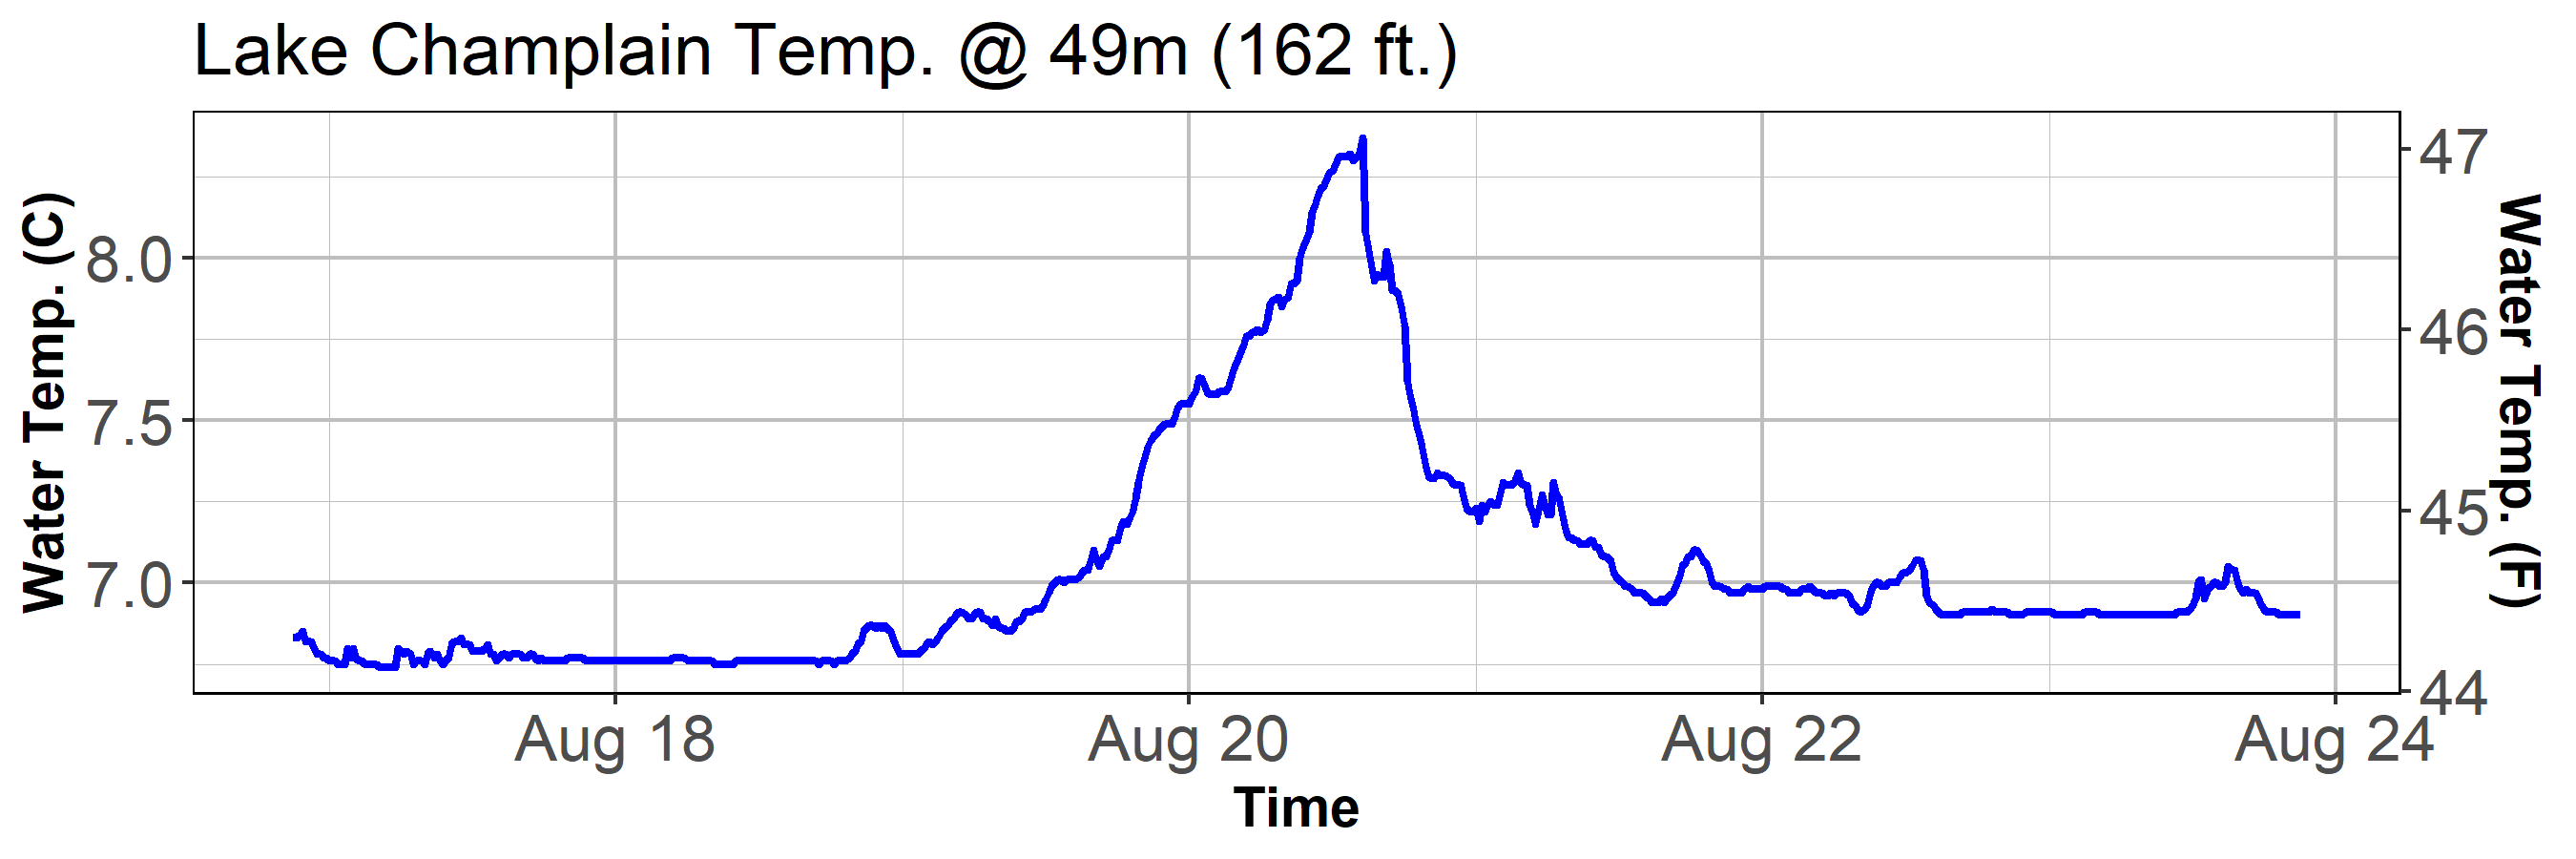 Lake Champlain Temp. @ 49m (162 ft.)
Water Temp. (C)
8.0
7.5
7.0
47
46
45
44
Water Temp. (F)
Aug 18 Aug 20 Aug 22 Aug 24
Time